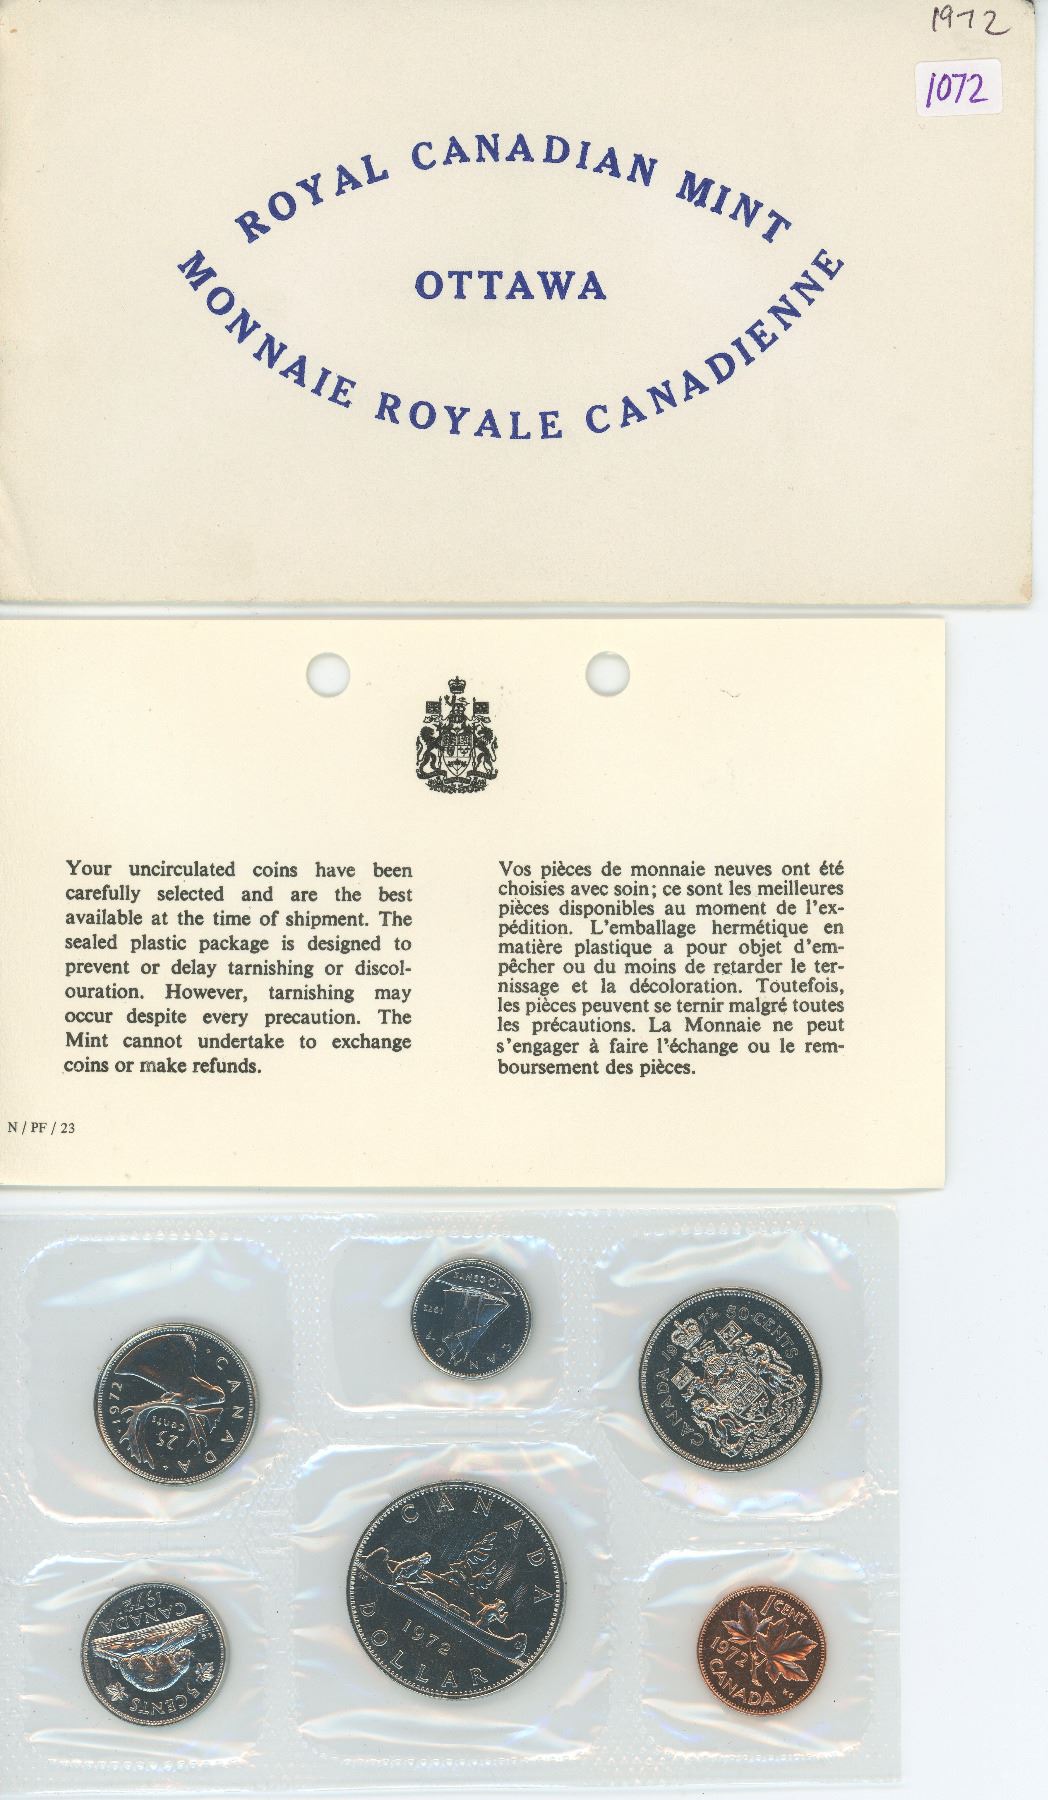 1972
1072
ROYAL CANADIAN MINT
OTTAWA
MONNAIE ROYALE CANADIENNE
Your uncirculated coins have been
carefully selected and are the best
available at the time of shipment. The
sealed plastic package is designed to
prevent or delay tarnishing or discol-
ouration. However, tarnishing may
occur despite every precaution. The
Mint cannot undertake to exchange
coins or make refunds.
Vos pièces de monnaie neuves ont été
choisies avec soin; ce sont les meilleures
pièces disponibles au moment de l'ex-
pédition. L'emballage hermétique en
matière plastique a pour objet d'em-
pêcher ou du moins de retarder le ter-
nissage et la décoloration. Toutefois,
les pièces peuvent se ternir malgré toutes
les précautions. La Monnaie ne peut
s'engager à faire l'échange ou le rem-
boursement des pièces.
N / PF / 23
CANADA
25
CENTS
1972
10 CENTS
1972
CANADA
CANADA 1972 50 CENTS
CANADA
1972
5 CENTS
CANADA
1972
DOLLAR
1 CENT
1972
CANADA